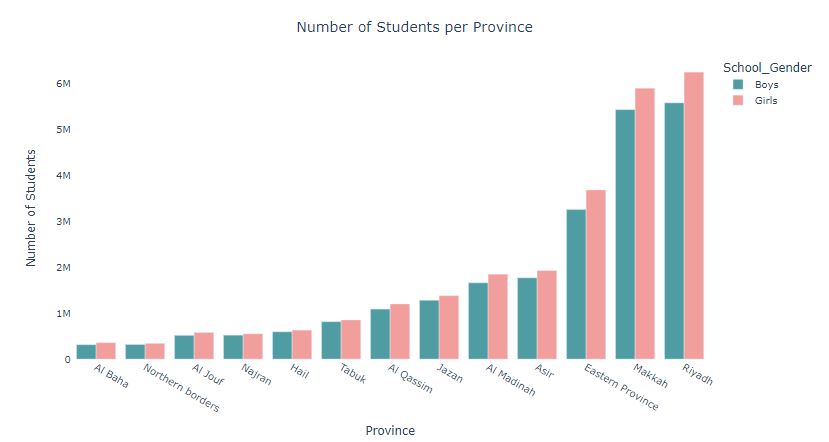 Number of Students per Province
School_Gender
Boys
Girls
Number of Students
6M
5M
4M
3M
2M
1M
0
Al Baha
Northern borders
Al Jouf
Najran
Hail
Tabuk
Al Qassim
Jazan
Al Madinah
Asir
Eastern Province
Makkah
Riyadh
Province